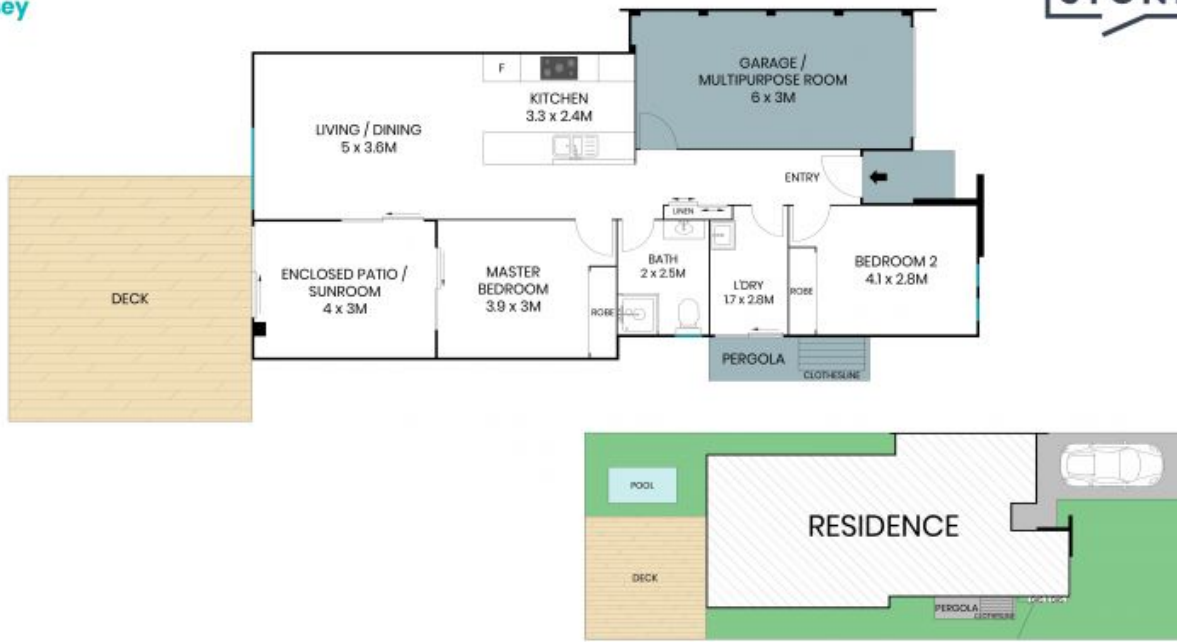 ey
GARAGE /
MULTIPURPOSE ROOM
6 x 3M
F
KITCHEN
3.3 x 2.4M
LIVING / DINING
5 x 3.6M
ENTRY
LINEN
BATH
2 x 2.5M
L'DRY
1.7 x 2.8M
ROBE
BEDROOM 2
4.1 x 2.8M
ENCLOSED PATIO /
SUNROOM
4 x 3M
MASTER
BEDROOM
3.9 x 3M
ROBE
DECK
PERGOLA
CLOTHESLINE
POOL
RESIDENCE
DECK
PERGOLA
CLOTHESLINE